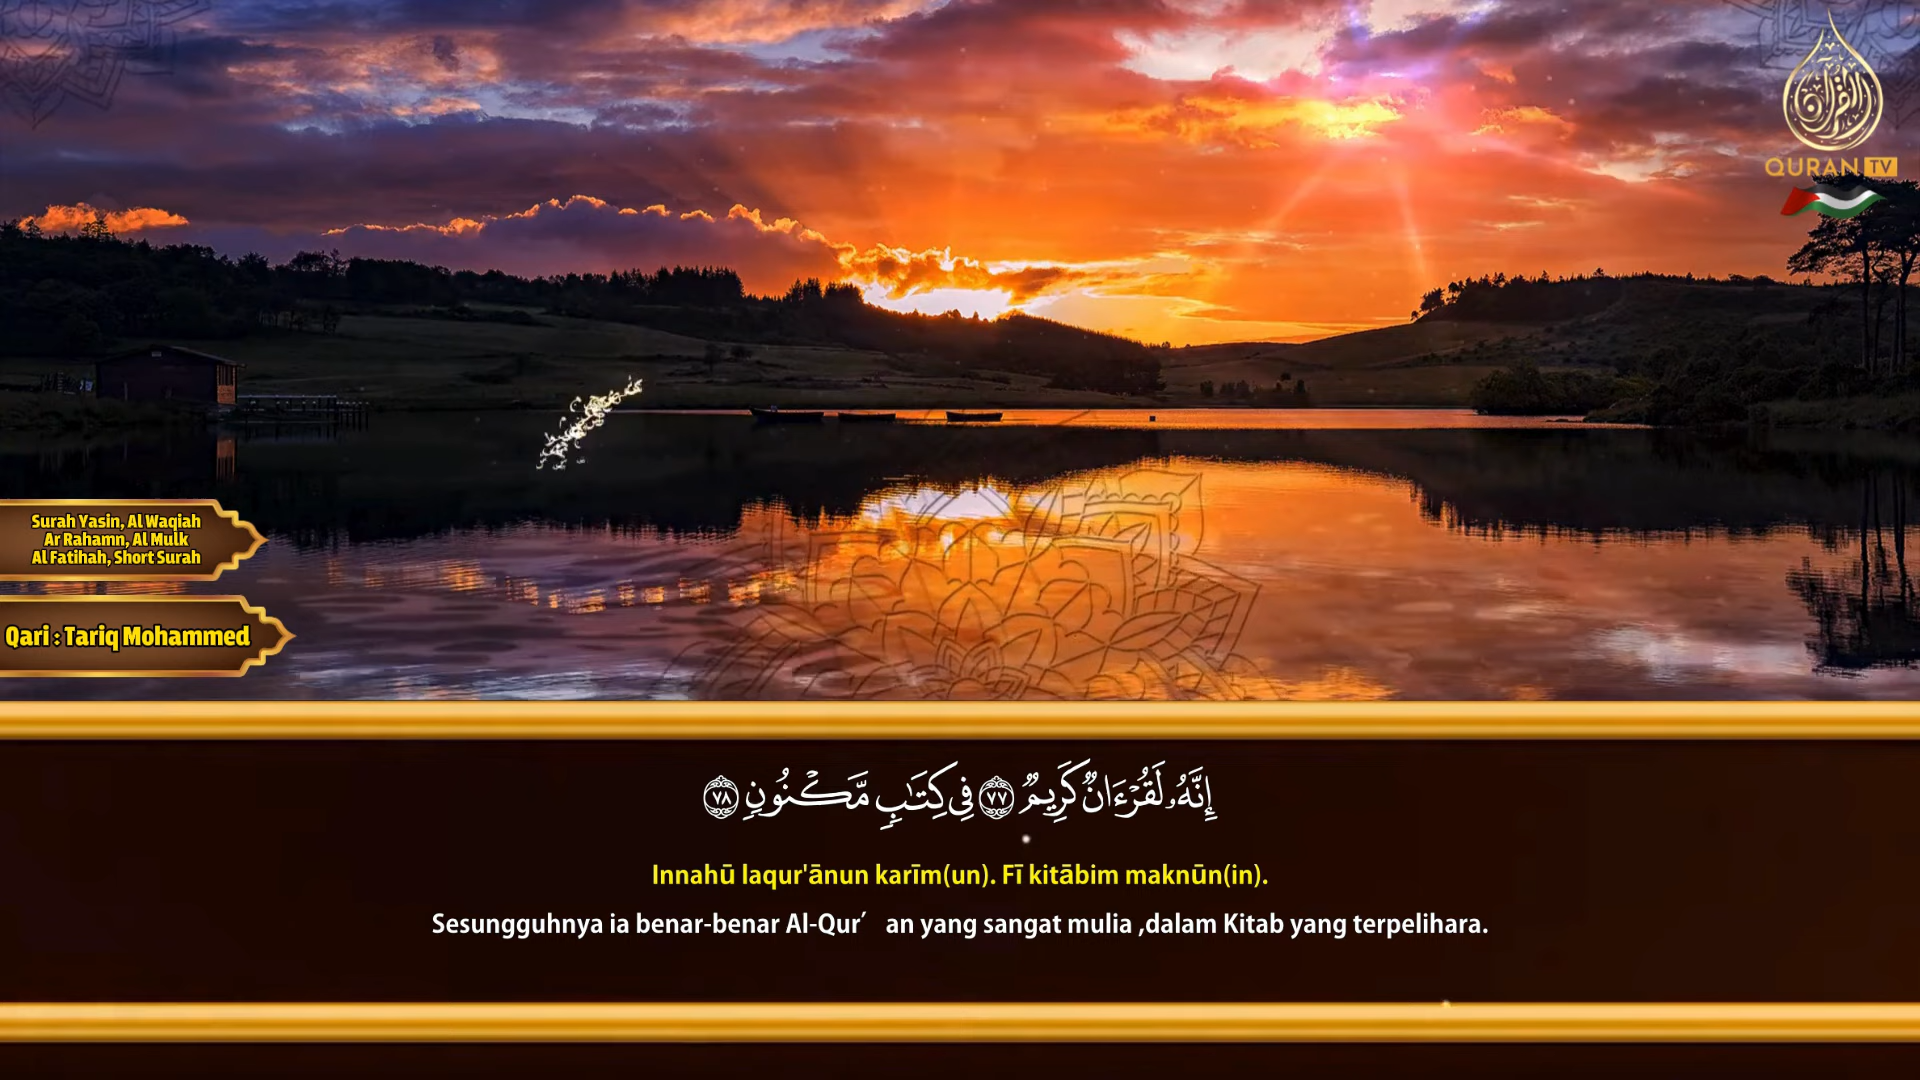 QURAN TV
Surah Yasin, Al Waqiah
Ar Rahamn, Al Mulk
Al Fatihah, Short Surah
Qari : Tariq Mohammed
إِنَّهُۥ لَقُرْءَانٌ كَرِيمٌ ٧٧ فِى كِتَـٰبٍ مَّكْنُونٍ ٧٨
Innahū laqur'ānun karīm(un). Fī kitābim maknūn(in).
Sesungguhnya ia benar-benar Al-Qur′ an yang sangat mulia ,dalam Kitab yang terpelihara.